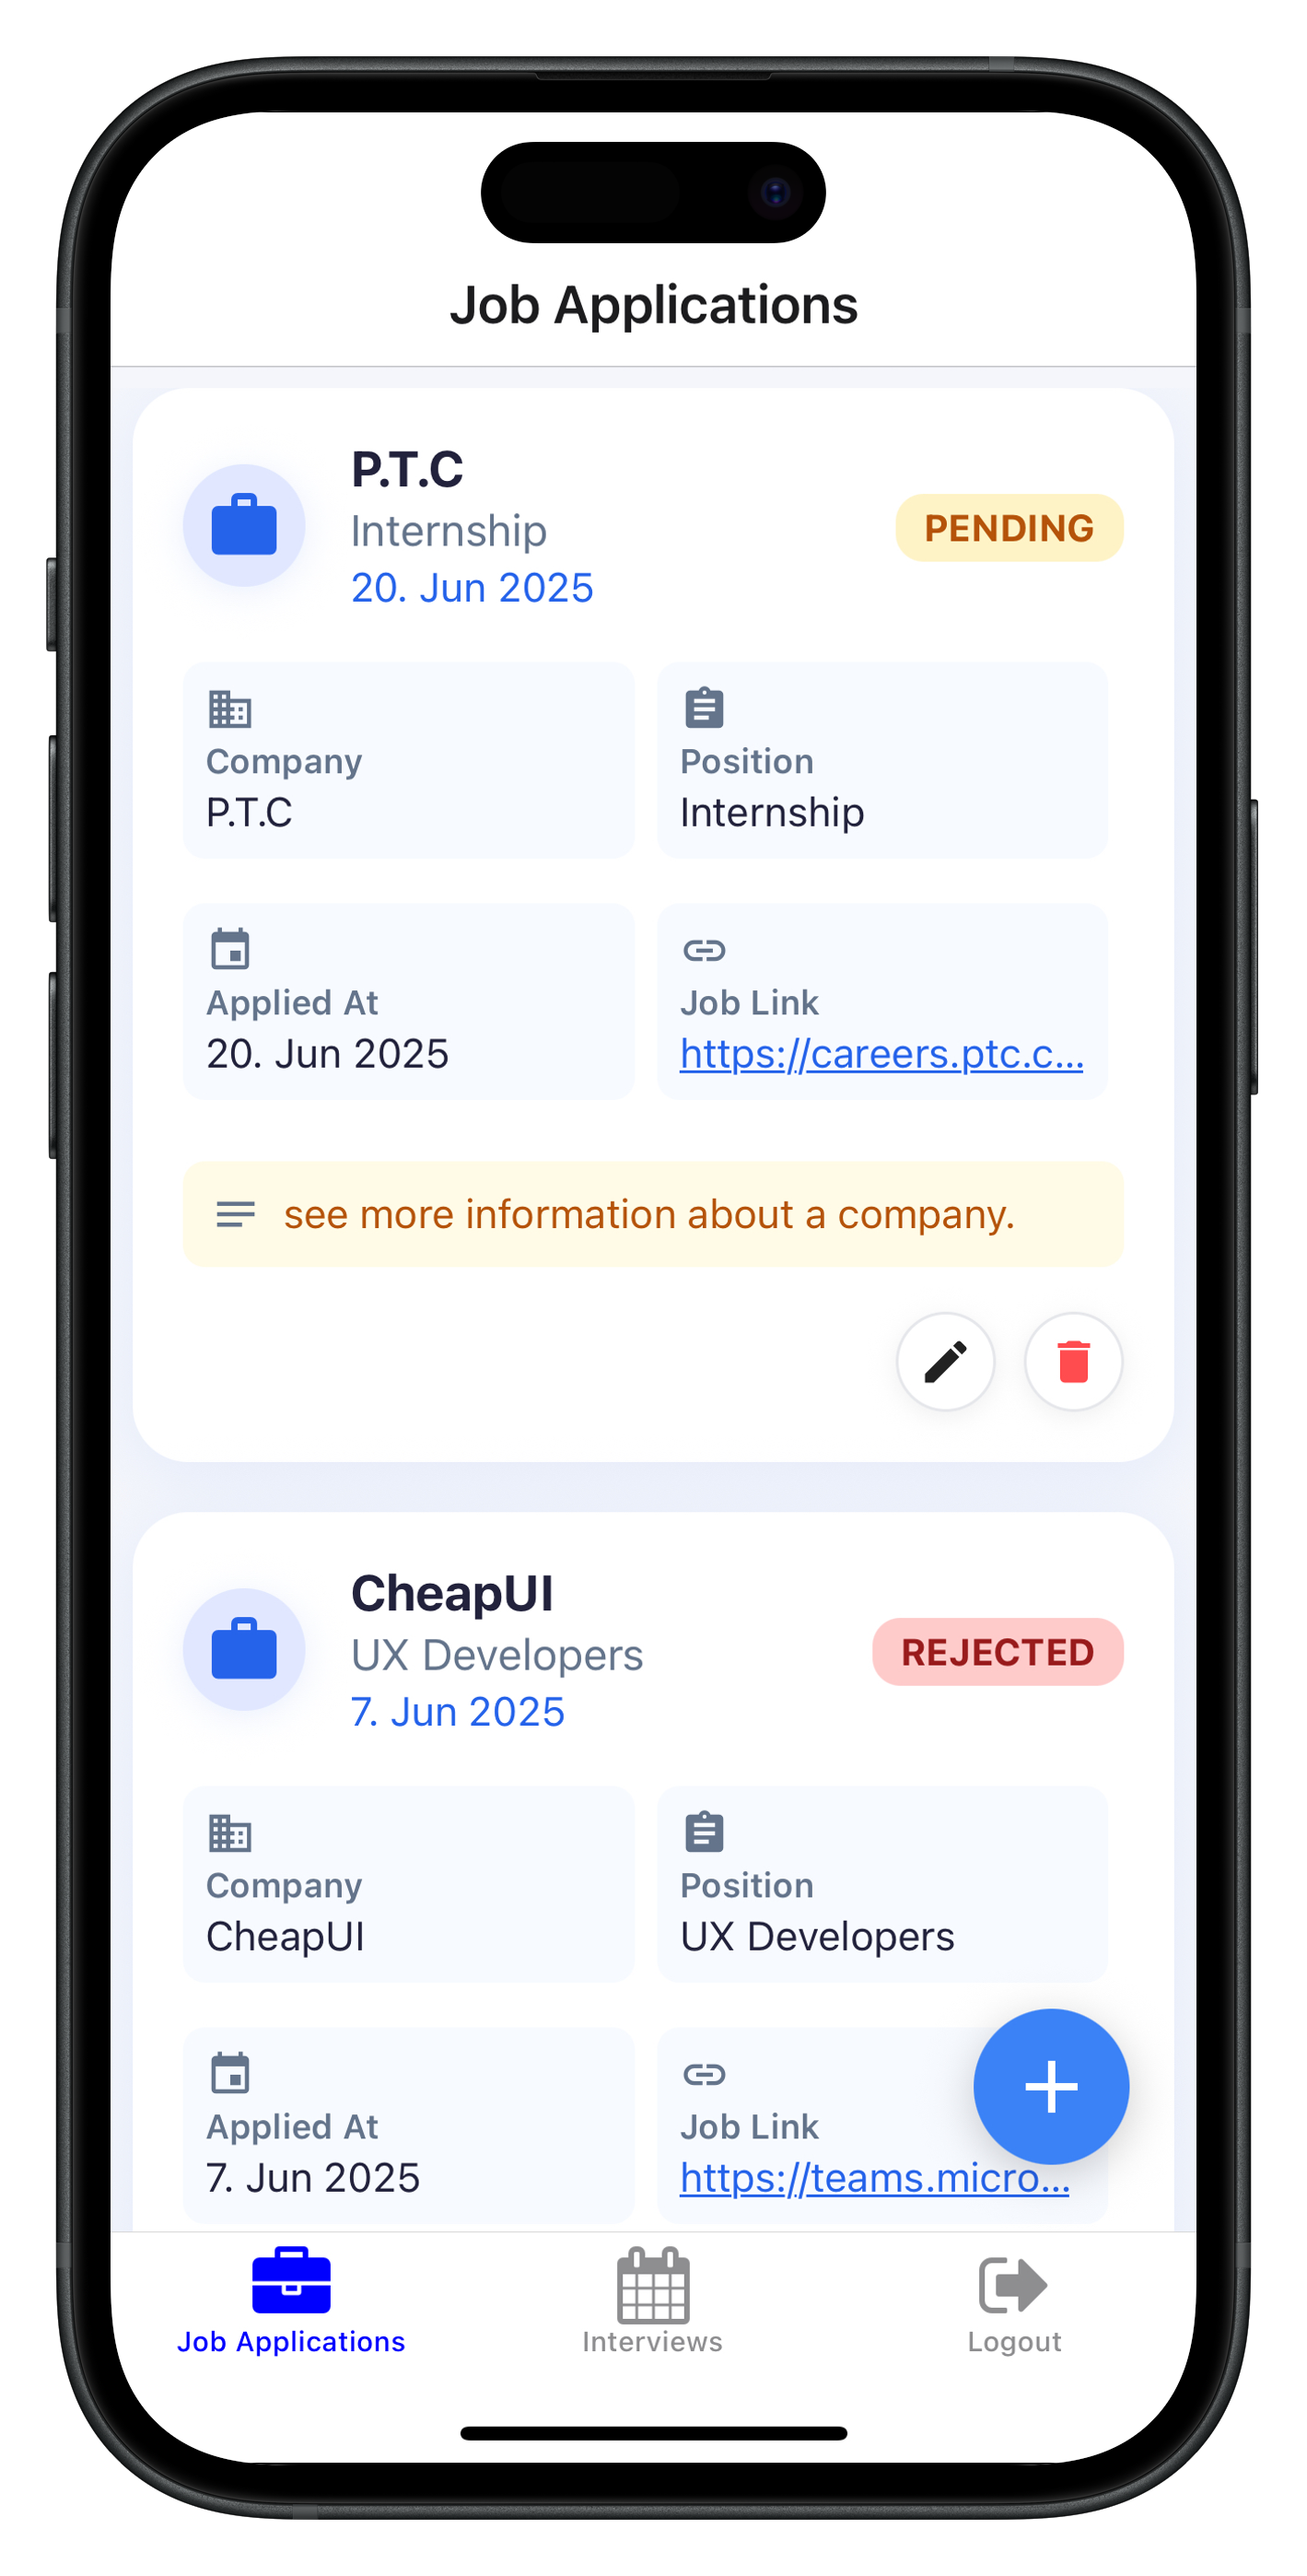 Job Applications
P.T.C
Internship
20. Jun 2025
PENDING
Company
P.T.C
Position
Internship
Applied At
20. Jun 2025
Job Link
https://careers.ptc.c...
see more information about a company.
CheapUI
UX Developers
7. Jun 2025
REJECTED
Company
CheapUI
Position
UX Developers
Applied At
7. Jun 2025
Job Link
https://teams.micro...
Job Applications
Interviews
Logout